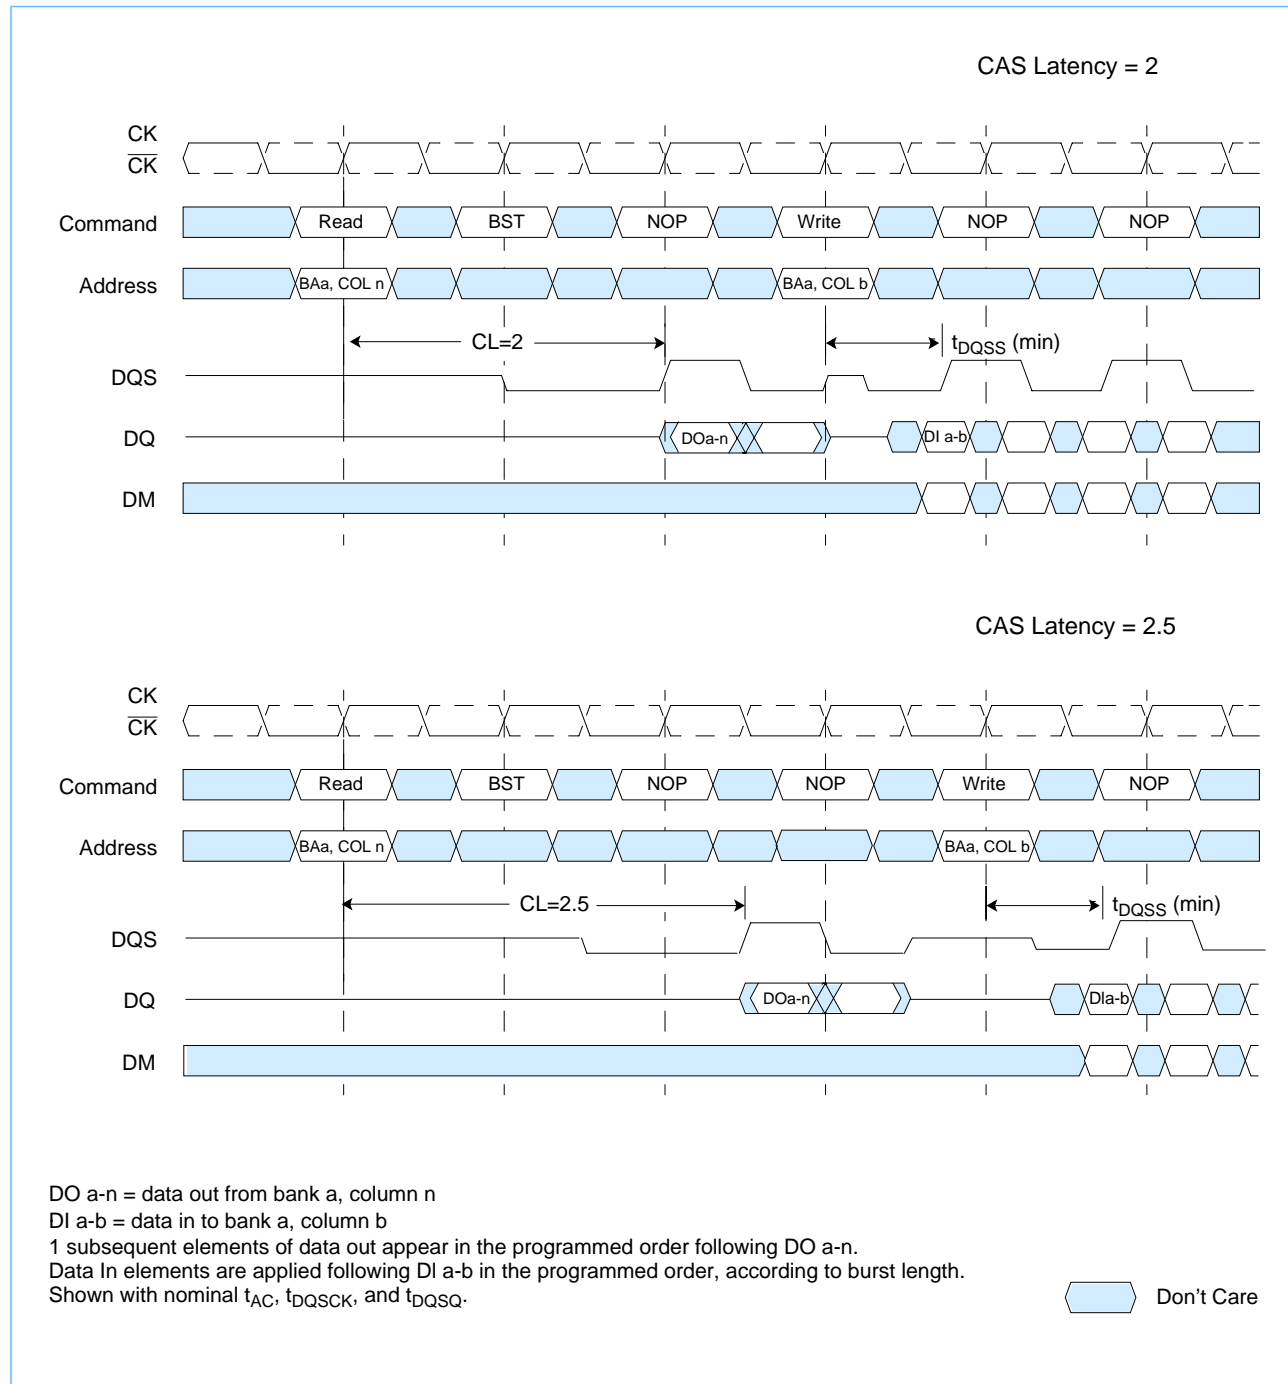 CAS Latency = 2
CK
CK
Command Read BST NOP Write NOP NOP
Address BAa, COL n BAa, COL b
CL=2 tDQSS (min)
DQS
DQ DOa-n DI a-b
DM
CAS Latency = 2.5
CK
CK
Command Read BST NOP NOP Write NOP
Address BAa, COL n BAa, COL b
CL=2.5 tDQSS (min)
DQS
DQ DOa-n DIa-b
DM
DO a-n = data out from bank a, column n
DI a-b = data in to bank a, column b
1 subsequent elements of data out appear in the programmed order following DO a-n.
Data In elements are applied following DI a-b in the programmed order, according to burst length.
Shown with nominal tAC, tDQSCK, and tDQSQ.
Don't Care